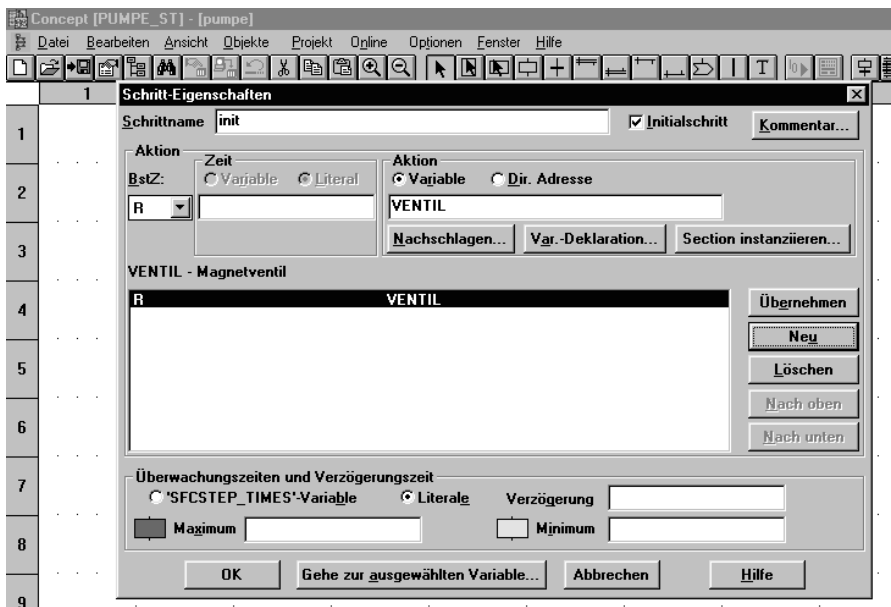 Concept [PUMPE_ST] - [pumpe]
Datei Bearbeiten Ansicht Objekte Projekt Online Optionen Fenster Hilfe
T
1
Schritt-Eigenschaften
Schrittname init Initialschritt Kommentar...
1
Aktion
Zeit Aktion
BstZ: Variable Literal Variable Dir. Adresse
2
R VENTIL
Nachschlagen... Var.-Deklaration... Section instanziieren...
3
VENTIL - Magnetventil
R VENTIL Übernehmen
4
Neu
5
Löschen
Nach oben
6
Nach unten
7
Überwachungszeiten und Verzögerungszeit
'SFCSTEP_TIMES'-Variable Literale Verzögerung
Maximum Minimum
8
OK Gehe zur ausgewählten Variable... Abbrechen Hilfe
9